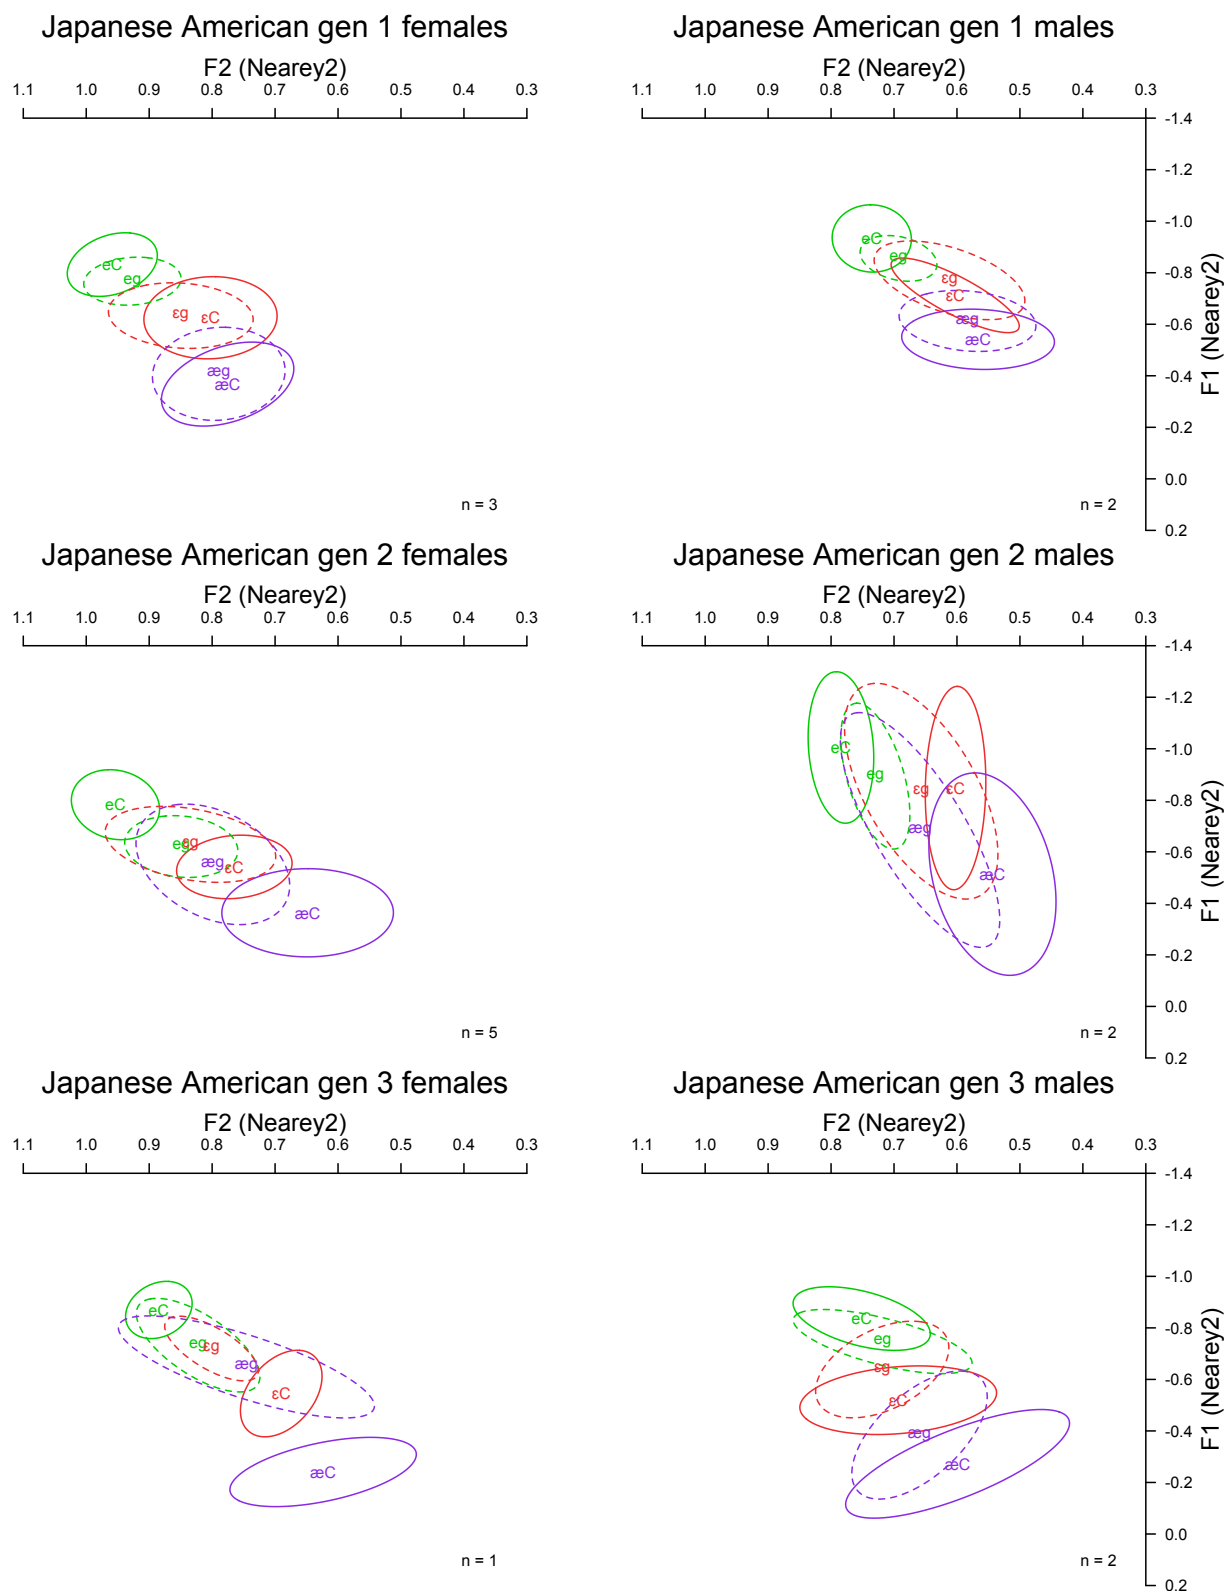 Japanese American gen 1 females
F2 (Nearey2)
1.1 1.0 0.9 0.8 0.7 0.6 0.5 0.4 0.3
eC
eg
εg
εC
æg
æC
n = 3
Japanese American gen 1 males
F2 (Nearey2)
1.1 1.0 0.9 0.8 0.7 0.6 0.5 0.4 0.3
-1.4
-1.2
-1.0
-0.8
-0.6
-0.4
-0.2
0.0
0.2
F1 (Nearey2)
eC
eg
εg
εC
æg
æC
n = 2
Japanese American gen 2 females
F2 (Nearey2)
1.1 1.0 0.9 0.8 0.7 0.6 0.5 0.4 0.3
eC
eg
εg
æg
εC
æC
n = 5
Japanese American gen 2 males
F2 (Nearey2)
1.1 1.0 0.9 0.8 0.7 0.6 0.5 0.4 0.3
-1.4
-1.2
-1.0
-0.8
-0.6
-0.4
-0.2
0.0
0.2
F1 (Nearey2)
eC
eg
εg
εC
æg
æC
n = 2
Japanese American gen 3 females
F2 (Nearey2)
1.1 1.0 0.9 0.8 0.7 0.6 0.5 0.4 0.3
eC
eg
εg
æg
εC
æC
n = 1
Japanese American gen 3 males
F2 (Nearey2)
1.1 1.0 0.9 0.8 0.7 0.6 0.5 0.4 0.3
-1.4
-1.2
-1.0
-0.8
-0.6
-0.4
-0.2
0.0
0.2
F1 (Nearey2)
eC
eg
εg
εC
æg
æC
n = 2